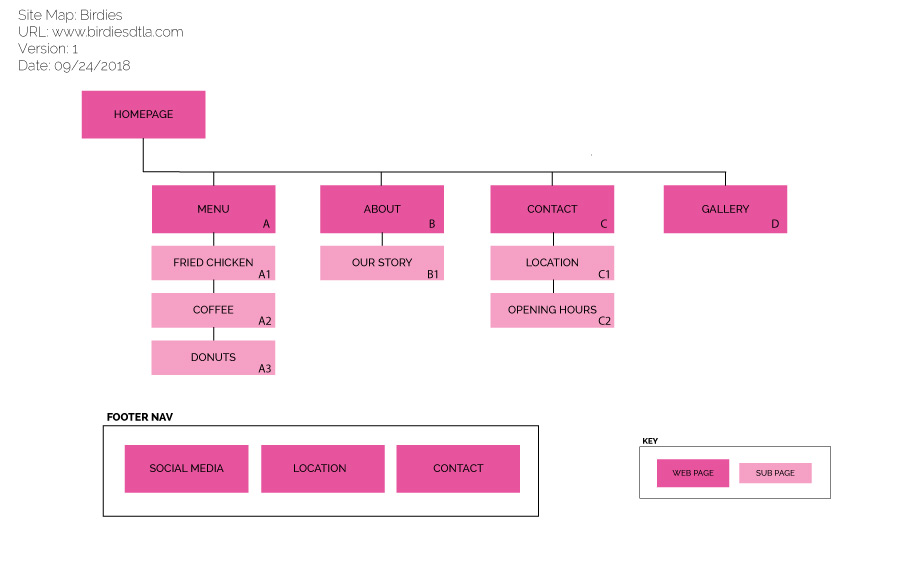 Site Map: Birdies
URL: www.birdiesdtla.com
Version: 1
Date: 09/24/2018
HOMEPAGE
MENU
A
ABOUT
B
CONTACT
C
GALLERY
D
FRIED CHICKEN
A1
OUR STORY
B1
LOCATION
C1
COFFEE
A2
OPENING HOURS
C2
DONUTS
A3
FOOTER NAV
SOCIAL MEDIA
LOCATION
CONTACT
KEY
WEB PAGE
SUB PAGE